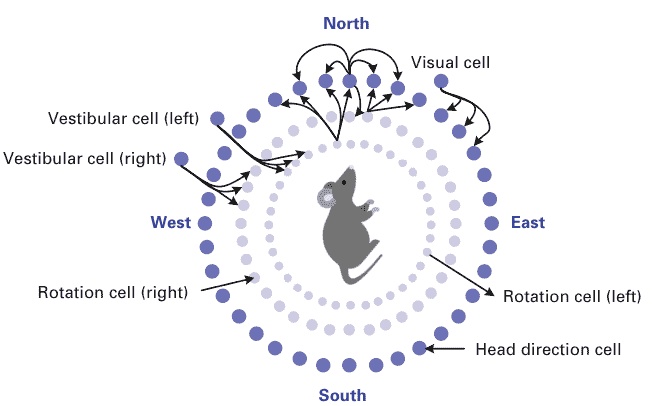 North
Visual cell
Vestibular cell (left)
Vestibular cell (right)
West
East
Rotation cell (right)
Rotation cell (left)
Head direction cell
South